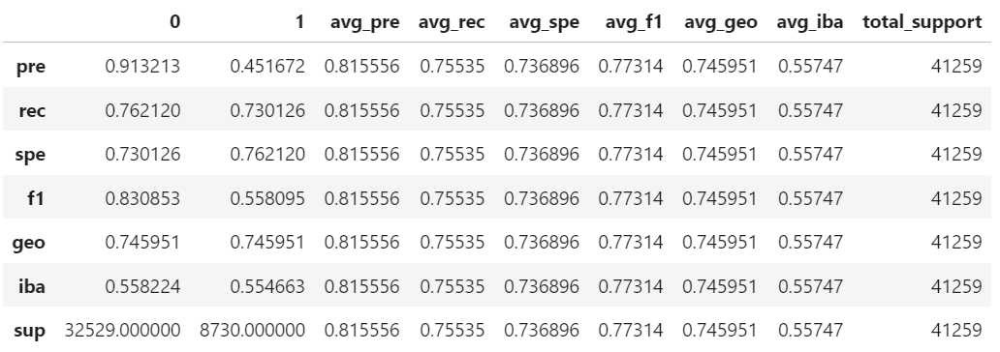 0 1 avg_pre avg_rec avg_spe avg_f1 avg_geo avg_iba total_support
pre 0.913213 0.451672 0.815556 0.75535 0.736896 0.77314 0.745951 0.55747 41259
rec 0.762120 0.730126 0.815556 0.75535 0.736896 0.77314 0.745951 0.55747 41259
spe 0.730126 0.762120 0.815556 0.75535 0.736896 0.77314 0.745951 0.55747 41259
f1 0.830853 0.558095 0.815556 0.75535 0.736896 0.77314 0.745951 0.55747 41259
geo 0.745951 0.745951 0.815556 0.75535 0.736896 0.77314 0.745951 0.55747 41259
iba 0.558224 0.554663 0.815556 0.75535 0.736896 0.77314 0.745951 0.55747 41259
sup 32529.000000 8730.000000 0.815556 0.75535 0.736896 0.77314 0.745951 0.55747 41259